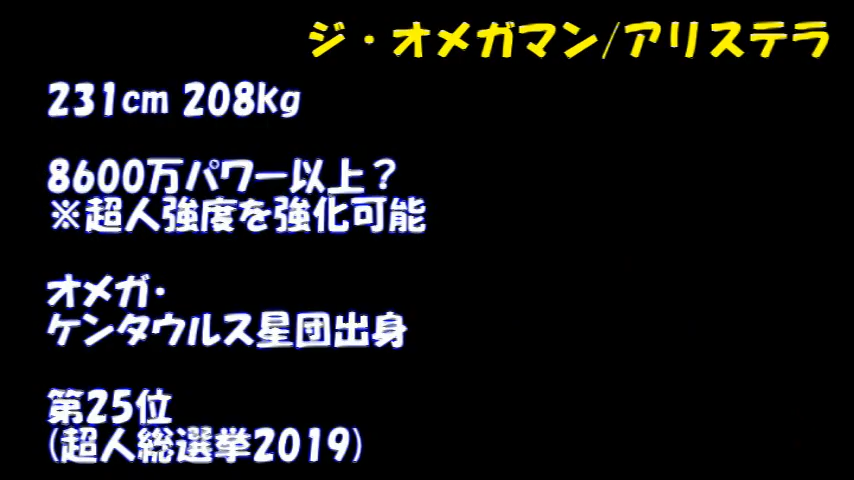 ジ・オメガマン/アリステラ
231cm 208kg
8600万パワー以上？
※超人強度を強化可能
オメガ・
ケンタウルス星団出身
第25位
(超人総選挙2019)